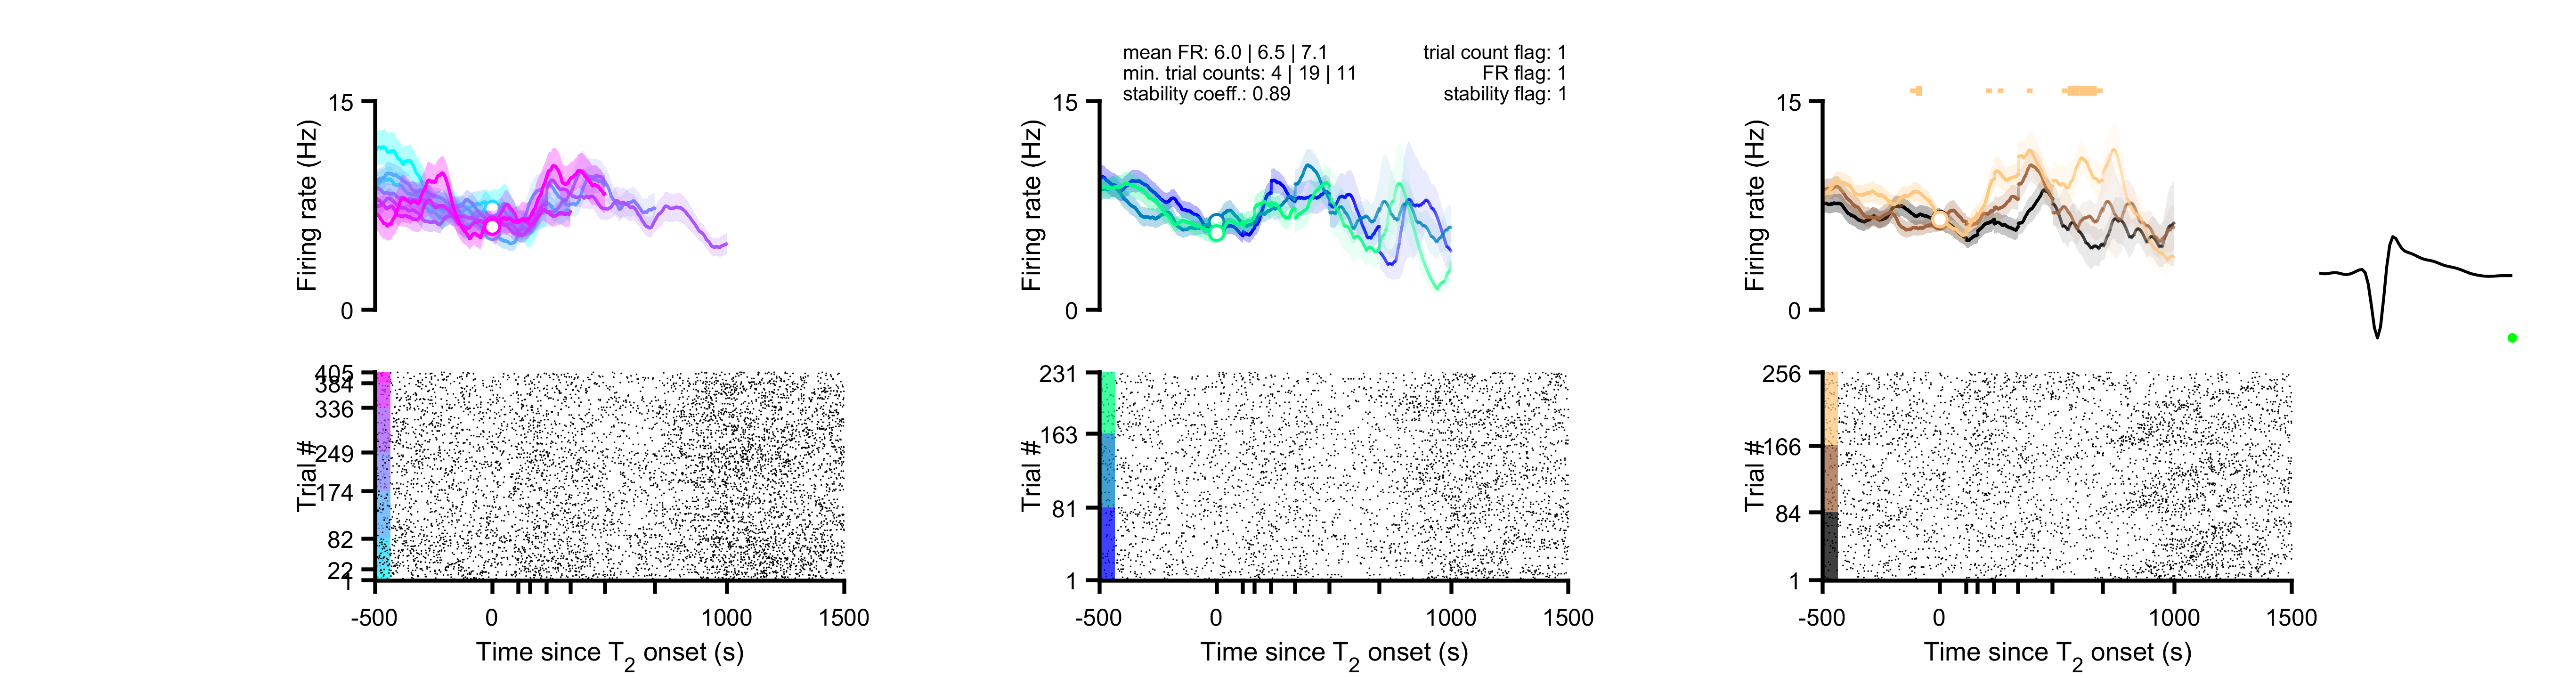 mean FR: 6.0 | 6.5 | 7.1
min. trial counts: 4 | 19 | 11
stability coeff.: 0.89
trial count flag: 1
FR flag: 1
stability flag: 1
15
Firing rate (Hz)
0
405
384
336
249
174
82
22
1
Trial #
-500
0
1000
1500
Time since T2 onset (s)
15
Firing rate (Hz)
0
231
163
81
1
Trial #
-500
0
1000
1500
Time since T2 onset (s)
15
Firing rate (Hz)
0
256
166
84
1
Trial #
-500
0
1000
1500
Time since T2 onset (s)